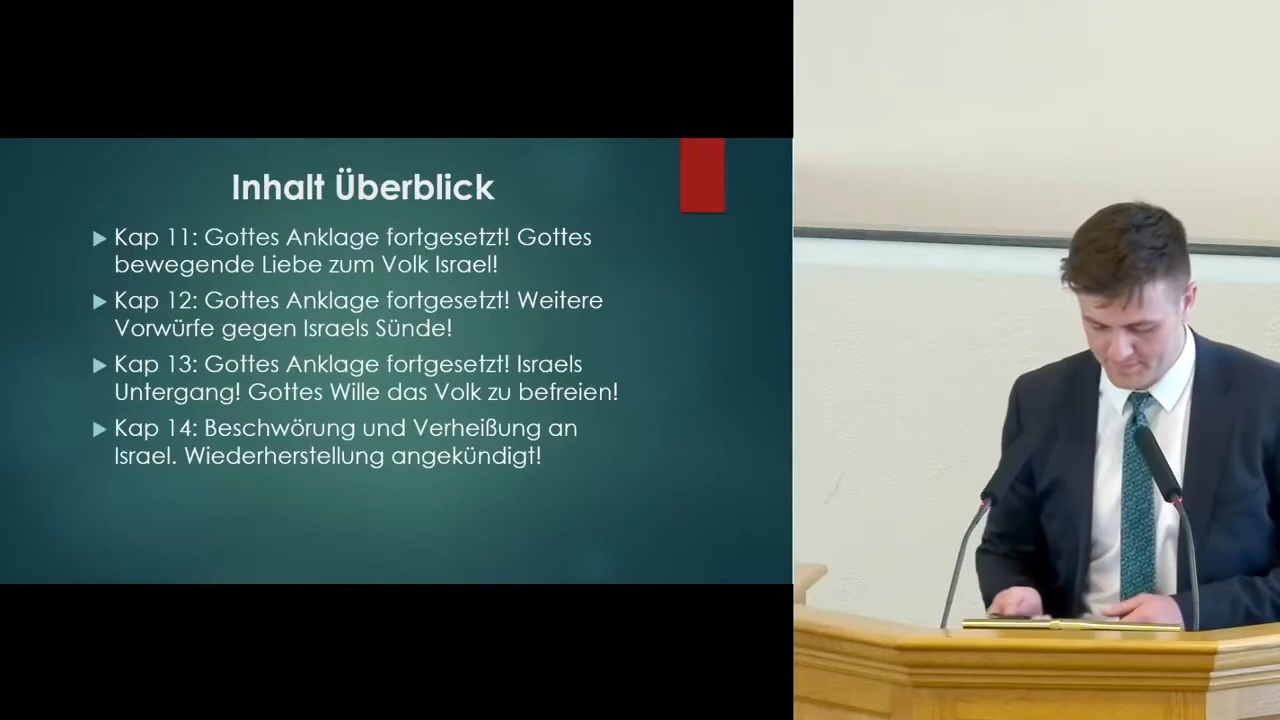 Inhalt Überblick
Kap 11: Gottes Anklage fortgesetzt! Gottes
bewegende Liebe zum Volk Israel!
Kap 12: Gottes Anklage fortgesetzt! Weitere
Vorwürfe gegen Israels Sünde!
Kap 13: Gottes Anklage fortgesetzt! Israels
Untergang! Gottes Wille das Volk zu befreien!
Kap 14: Beschwörung und Verheißung an
Israel. Wiederherstellung angekündigt!